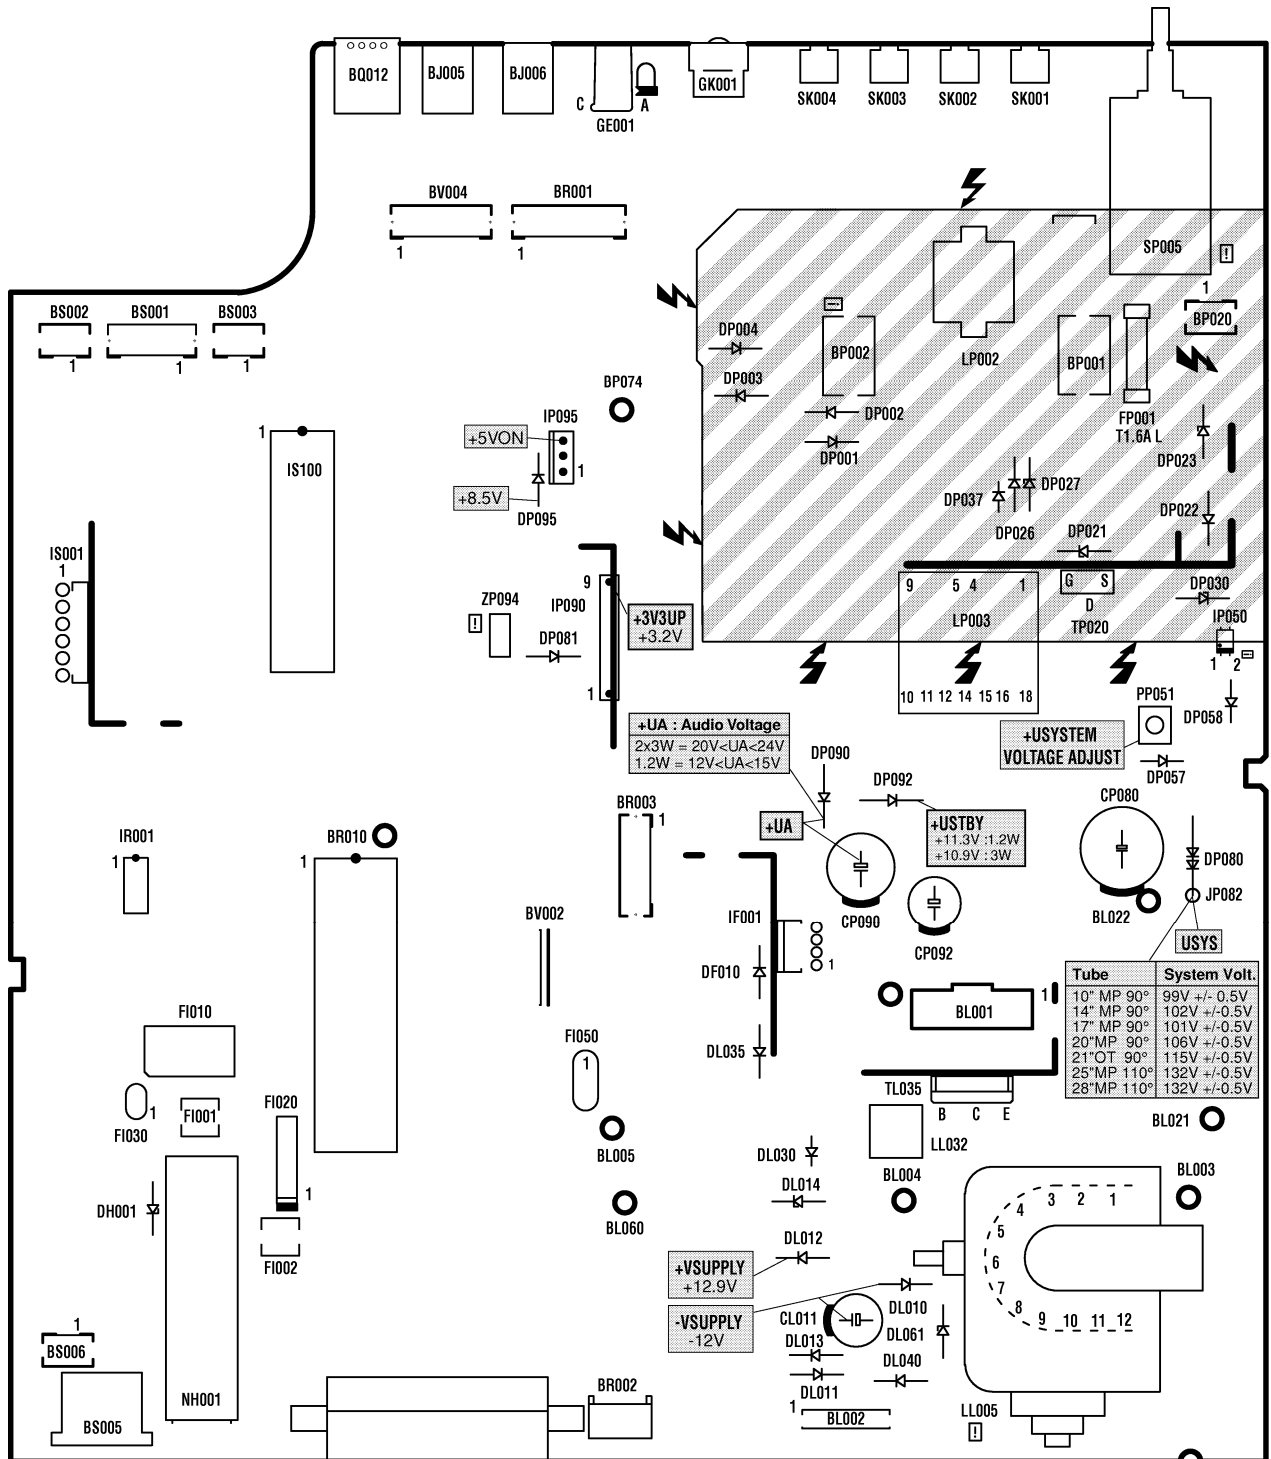 BQ012
BJ005
BJ006
C
A
GE001
GK001
SK004
SK003
SK002
SK001
BV004
1
BR001
1
SP005
!
BS002
1
BS001
1
BS003
1
1
BP020
DP004
DP003
!
BP002
LP002
BP001
DP002
DP001
FP001
T1.6A L
DP023
BP074
IP095
+5VON
1
+8.5V
DP095
1
IS100
DP037
DP027
DP026
DP022
DP021
IS001
1
9
5 4
1
LP003
G S
D
TP020
DP030
IP050
1 2
!
ZP094
!
DP081
IP090
9
1
+3V3UP
+3.2V
10 11 12 14 15 16 18
PP051
DP058
+USYSTEM
VOLTAGE ADJUST
DP057
+UA : Audio Voltage
2x3W = 20V<UA<24V
1.2W = 12V<UA<15V
DP090
DP092
+UA
+USTBY
+11.3V :1.2W
+10.9V : 3W
CP080
DP080
JP082
BL022
USYS
BR003
1
CP090
CP092
IR001
1
BR010
1
BV002
IF001
1
DF010
DL035
BL001
1
Tube System Volt.
10" MP 90° 99V +/- 0.5V
14" MP 90° 102V +/-0.5V
17" MP 90° 101V +/-0.5V
20"MP 90° 106V +/-0.5V
21"OT 90° 115V +/-0.5V
25"MP 110° 132V +/-0.5V
28"MP 110° 132V +/-0.5V
FI010
FI050
1
FI030
1
FI001
FI020
1
FI002
DH001
BL005
BL060
TL035
B C E
LL032
BL021
DL030
DL014
BL004
BL003
DL012
+VSUPPLY
+12.9V
-VSUPPLY
-12V
DL010
CL011
DL061
DL013
DL040
DL011
1
BL002
1
2
3
4
5
6
7
8
9
10
11
12
LL005
!
1
BS006
BS005
NH001
BR002